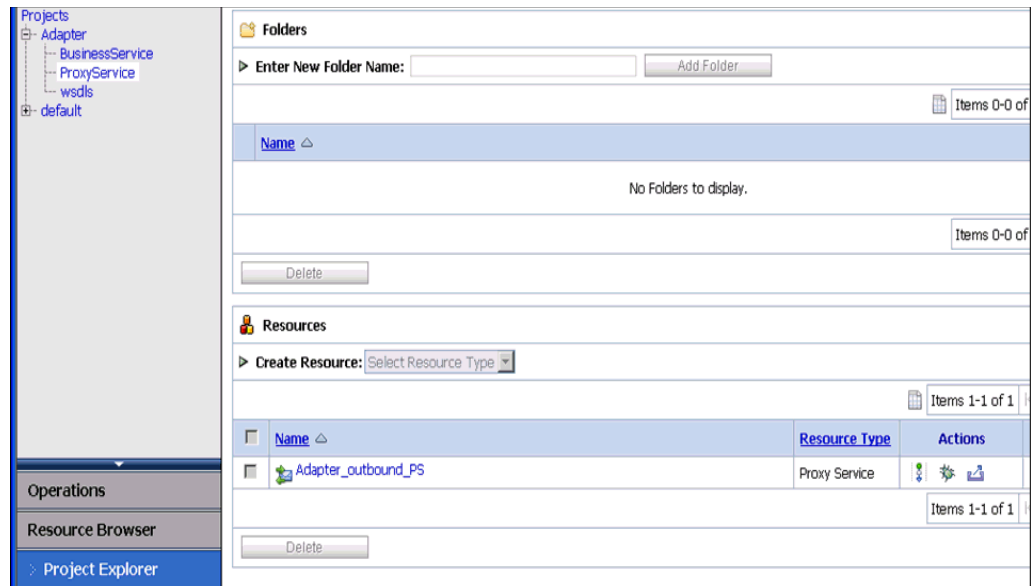 Projects
Adapter
BusinessService
ProxyService
wsdls
default
Operations
Resource Browser
Project Explorer
Folders
Enter New Folder Name: Add Folder
Items 0-0 of
Name
No Folders to display.
Items 0-0 of
Delete
Resources
Create Resource: Select Resource Type
Items 1-1 of 1
Name Resource Type Actions
Adapter_outbound_PS Proxy Service
Items 1-1 of 1
Delete